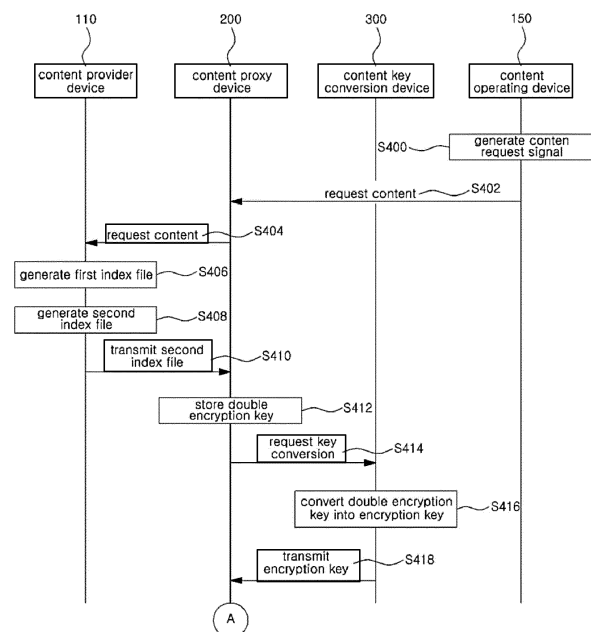 110
200
300
150
content provider
device
content proxy
device
content key
conversion device
content
operating device
S400
generate conten
request signal
request content
S402
request content
S404
generate first index file
S406
generate second
index file
S408
transmit second
index file
S410
store double
encryption key
S412
request key
conversion
S414
convert double encryption
key into encryption key
S416
transmit
encryption key
S418
A